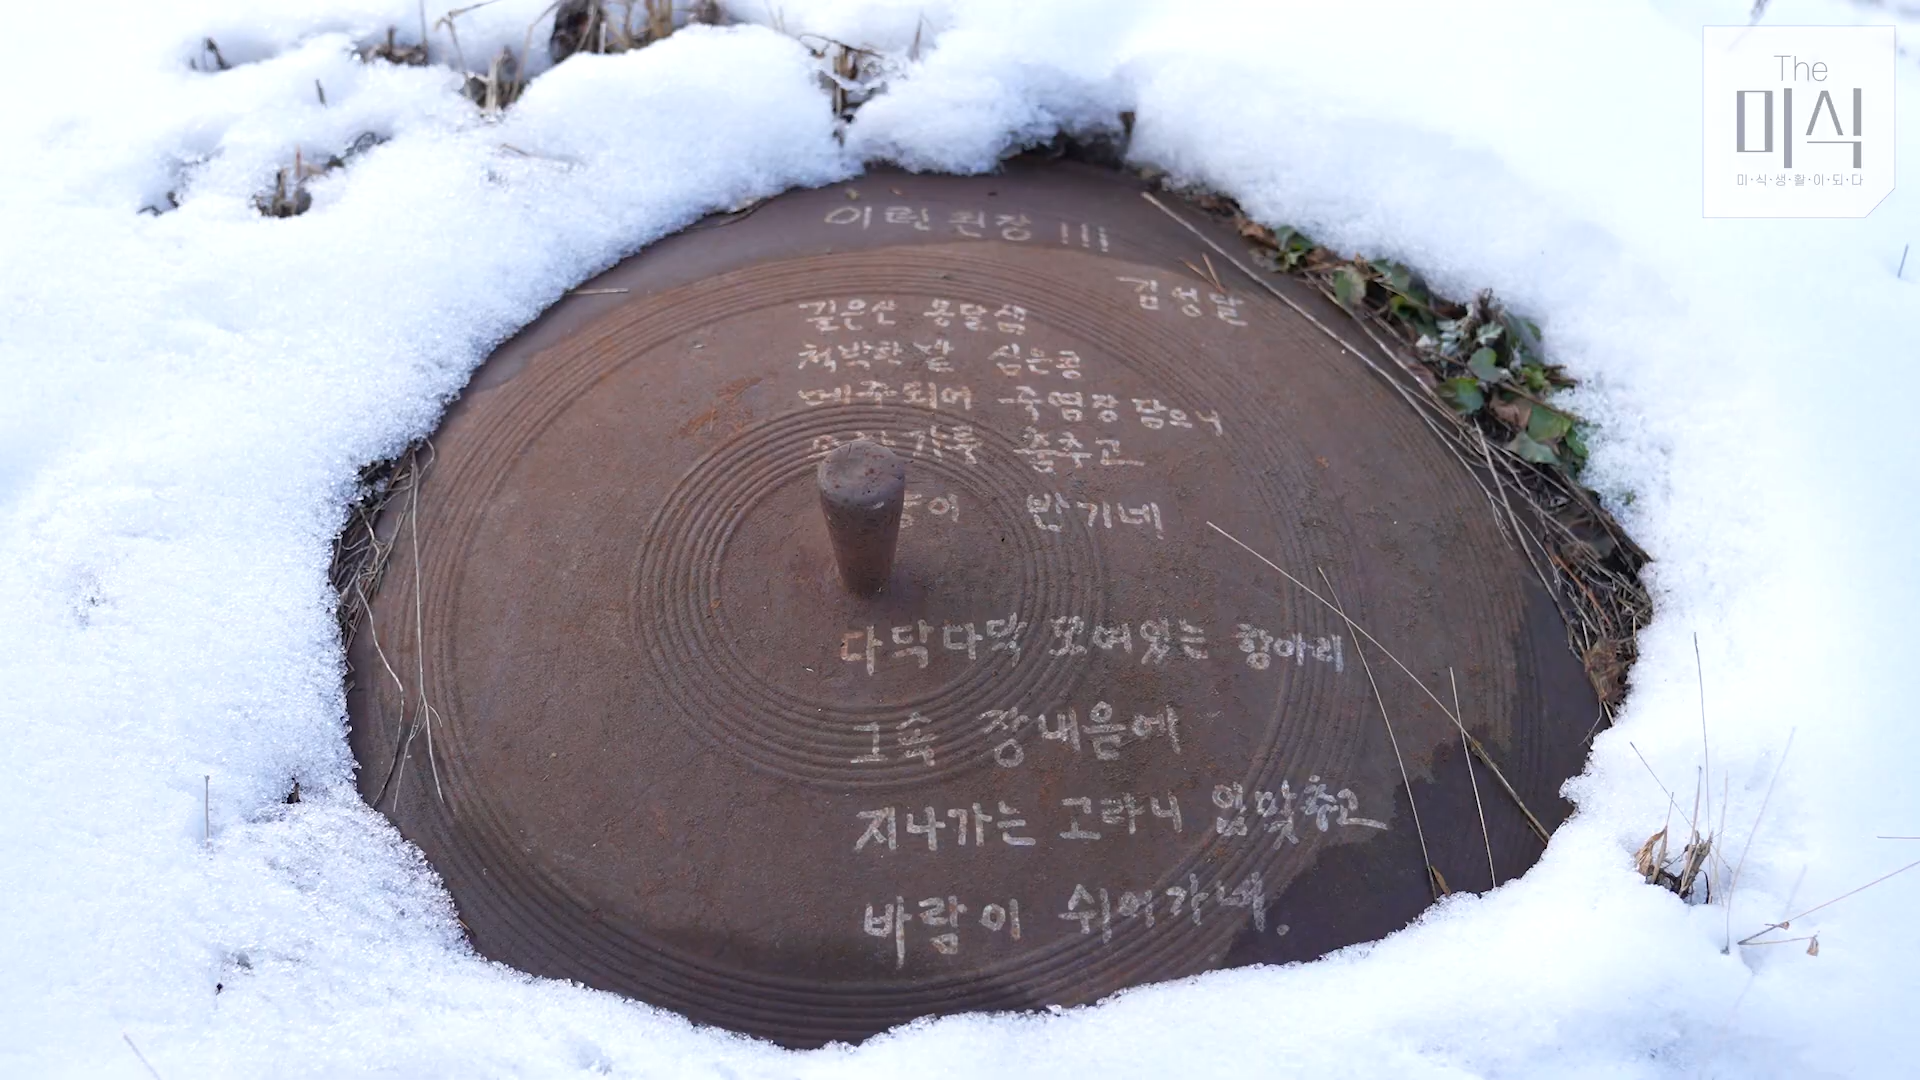 The
미식
미·식·생·활·이·되·다
이런된장 !!!
김성달
깊은산 옹달샘
척박한 날 심은콩
메주되어 죽염장 담으니
가득 춤추고
반기네
다닥다닥 모여있는 항아리
그속 장내음에
지나가는 고라니 입맞추고
바람이 쉬어가네.